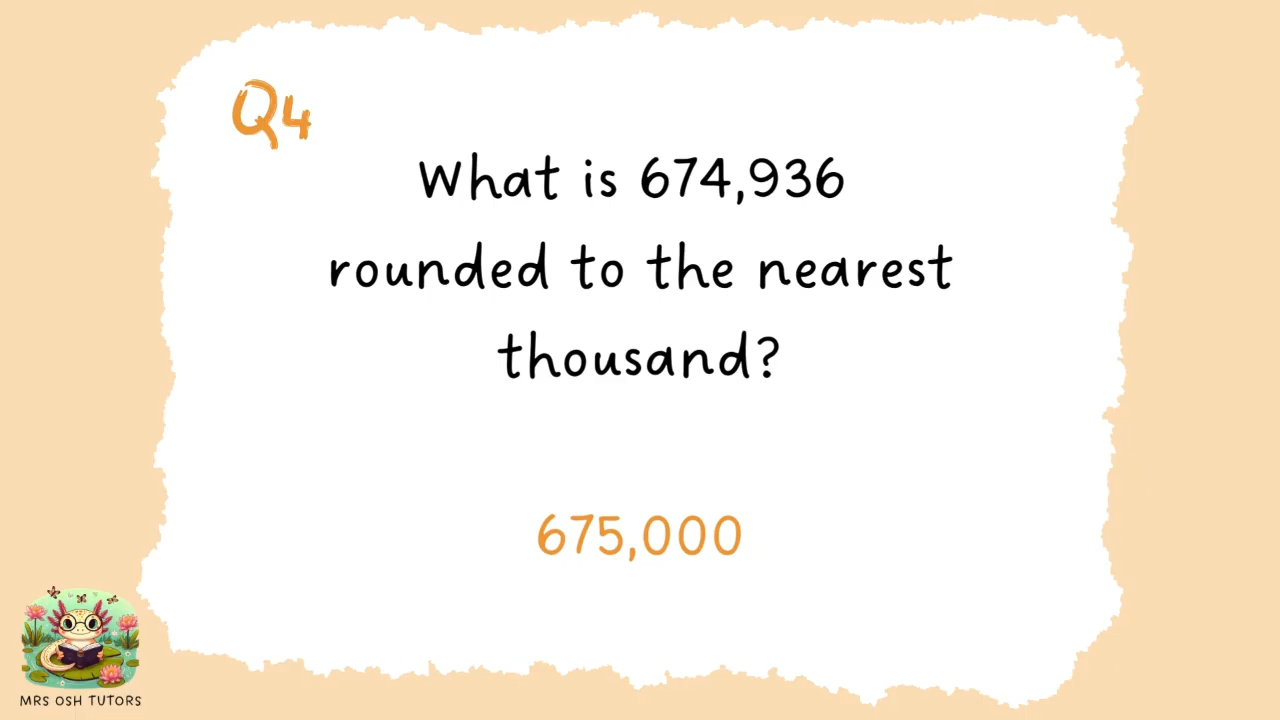 Q4
What is 674,936
rounded to the nearest
thousand?
675,000
MRS OSH TUTORS